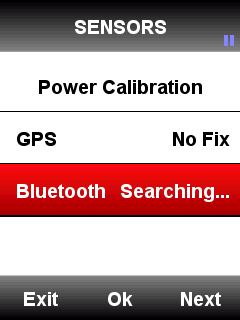 SENSORS
Power Calibration
GPS No Fix
Bluetooth Searching...
Exit Ok Next